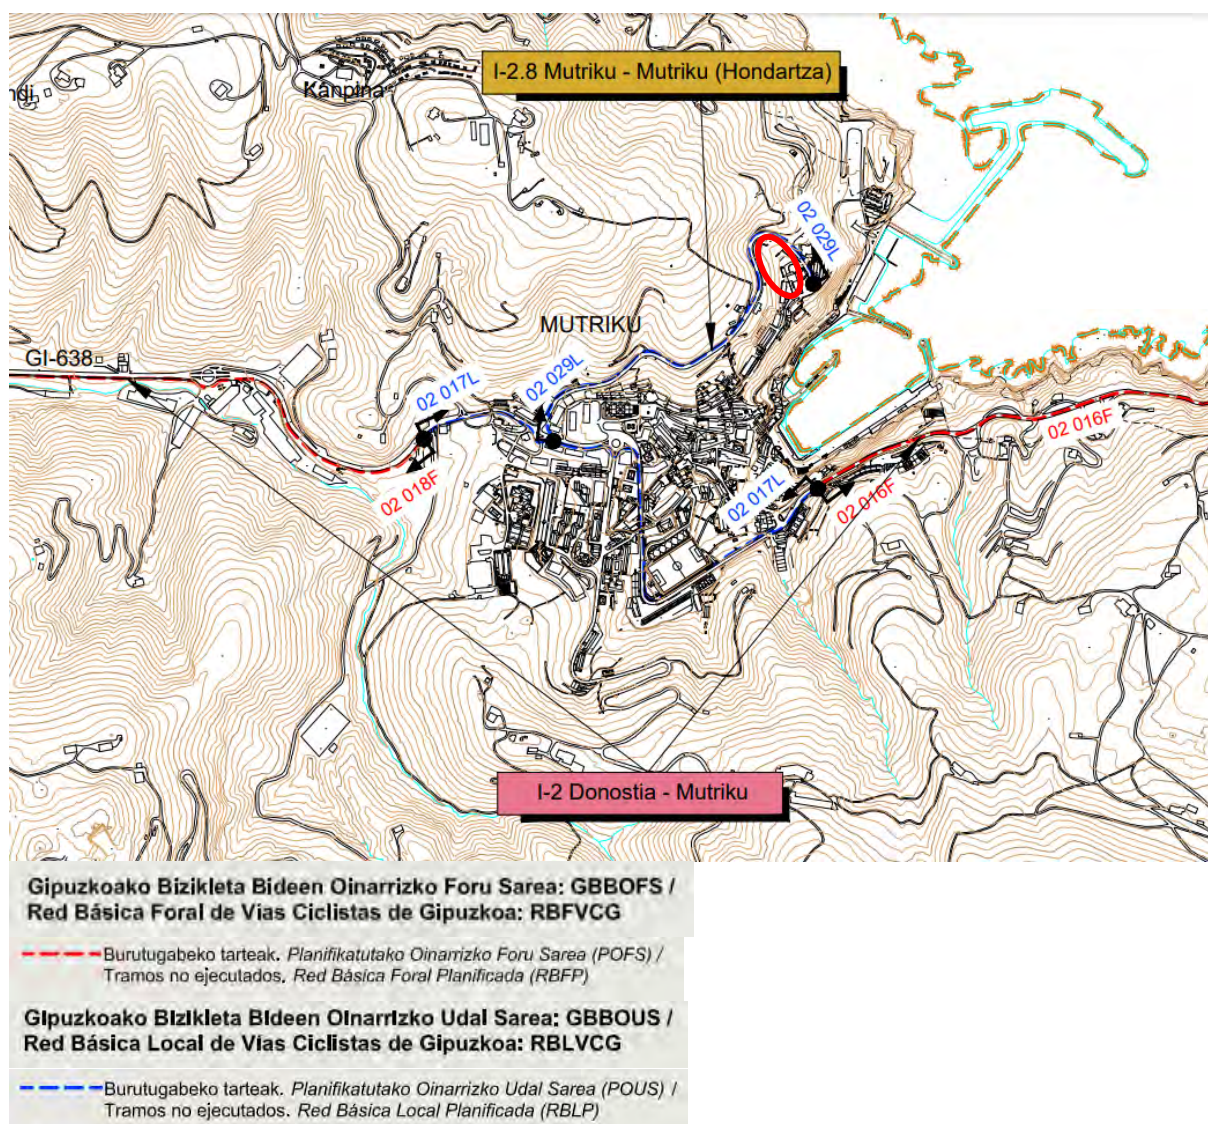 I-2.8 Mutriku - Mutriku (Hondartza)
Kanpina
ndi
02 029L
MUTRIKU
GI-638
02 017L
02 029L
02 018F
02 016F
02 017L
02 016F
I-2 Donostia - Mutriku
Gipuzkoako Bizikleta Bideen Oinarrizko Foru Sarea: GBBOFS /
Red Básica Foral de Vías Ciclistas de Gipuzkoa: RBFVCG
Burutugabeko tarteak. Planifikatutako Oinarrizko Foru Sarea (POFS) /
Tramos no ejecutados. Red Básica Foral Planificada (RBFP)
Gipuzkoako Bizikleta Bideen Oinarrizko Udal Sarea: GBBOUS /
Red Básica Local de Vías Ciclistas de Gipuzkoa: RBLVCG
Burutugabeko tarteak. Planifikatutako Oinarrizko Udal Sarea (POUS) /
Tramos no ejecutados. Red Básica Local Planificada (RBLP)